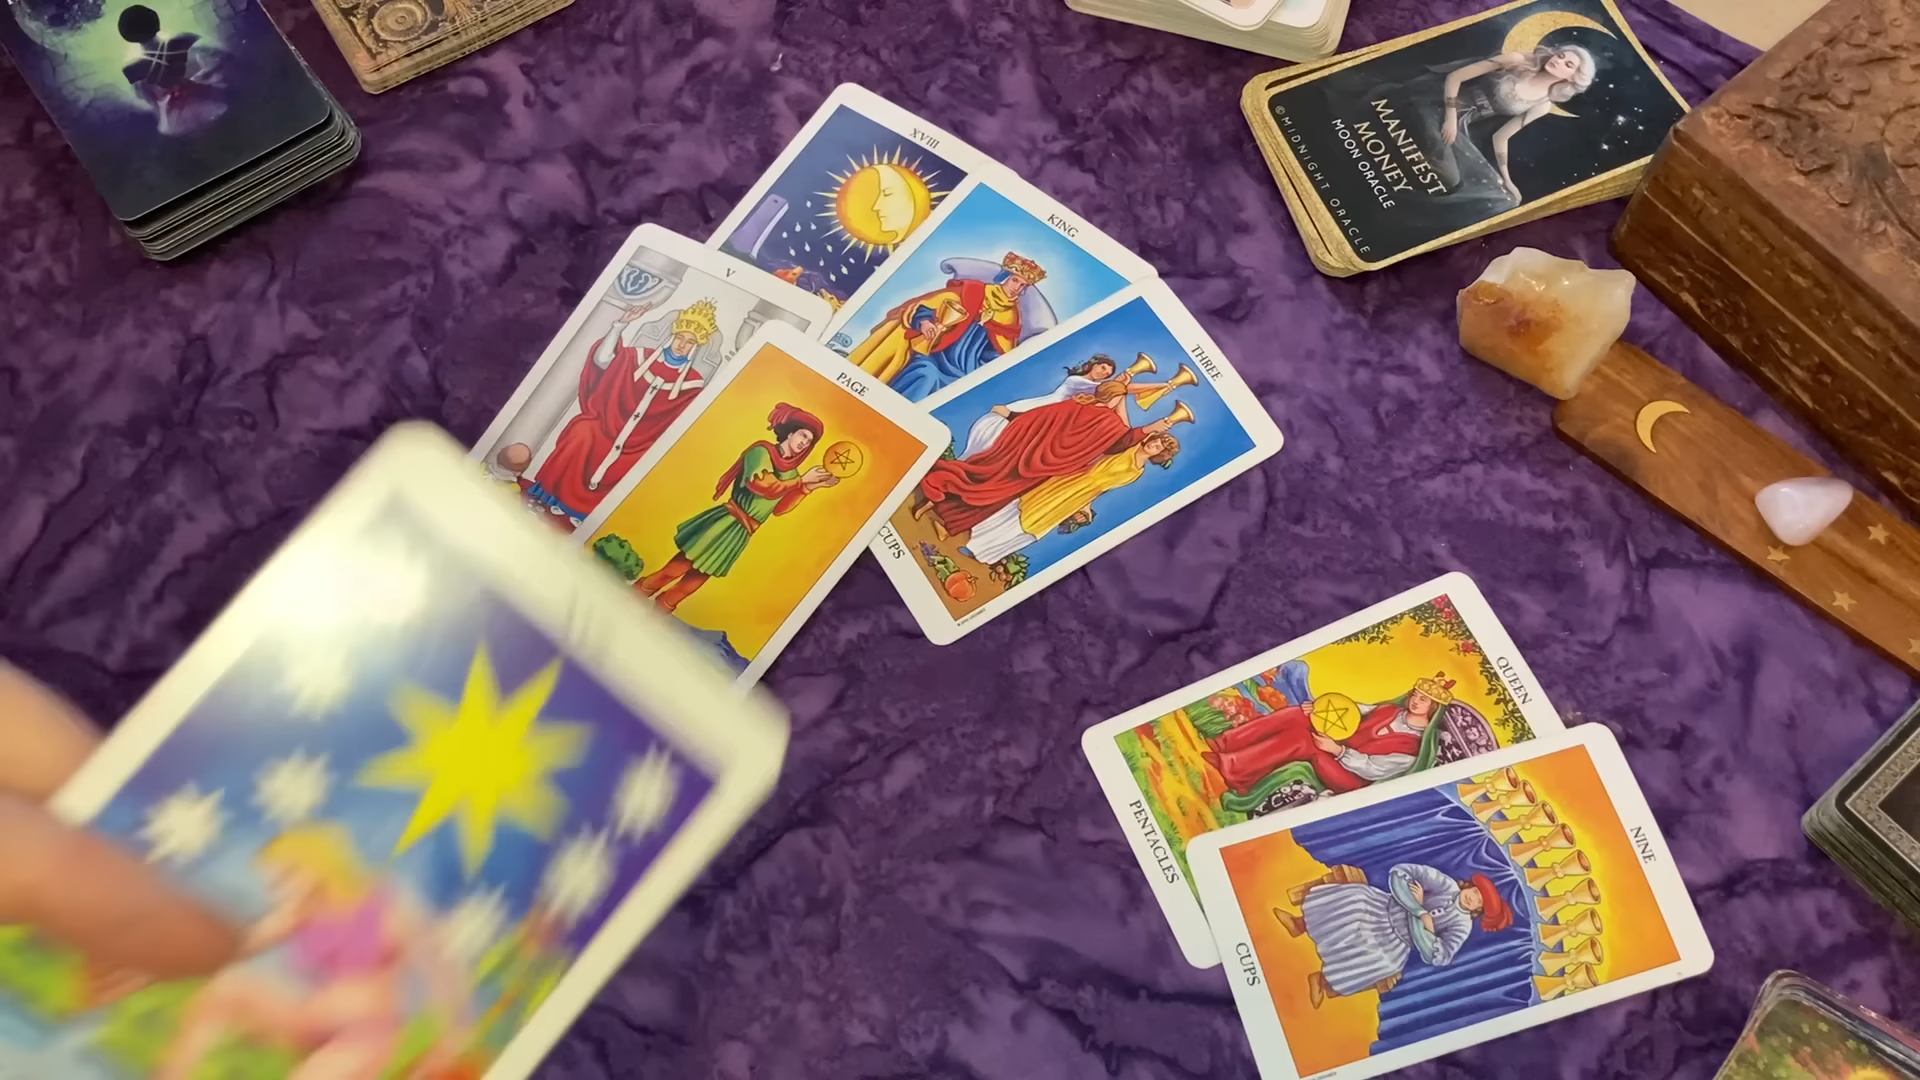 XVIII
KING
V
PAGE
THREE
CUPS
MANIFEST
MONEY
MOON ORACLE
©MIDNIGHT ORACLE
QUEEN
PENTACLES
NINE
CUPS